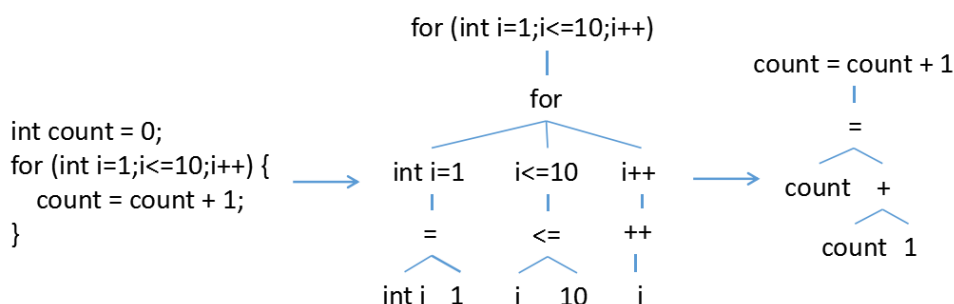 int count = 0;
for (int i=1;i<=10;i++) {
count = count + 1;
}
for (int i=1;i<=10;i++)
for
int i=1 i<=10 i++
= <= ++
int i 1 i 10 i
count = count + 1
=
count +
count 1